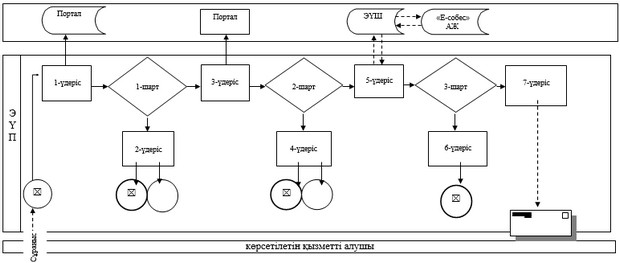 Портал
Портал
ЭҮШ
«Е-собес»
АЖ
1-үдеріс
1-шарт
3-үдеріс
2-шарт
5-үдеріс
3-шарт
7-үдеріс
Э
Ү
П
2-үдеріс
4-үдеріс
6-үдеріс
Сұраныс
көрсетілетін қызметті алушы